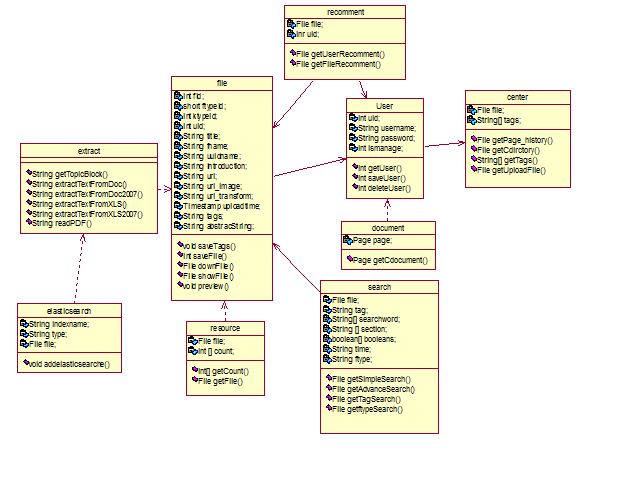 recomment
File file;
Inr uid;
File getUserRecomment()
File getFileRecomment()
file
Int fid;
short ftypeid;
Int ktypeid;
Int uid;
String title;
String fname;
String uuidname;
String introduction;
String url;
String url_image;
String url_transform;
Timestamp uploadtime;
String tags;
String abstracString;
void saveTags()
Int saveFile()
File downFile()
File showFile()
void preview()
User
Int uid;
String username;
String password;
Int ismanage;
Int getUser()
Int saveUser()
Int deleteUser()
center
File file;
String[] tags;
File getPage_history()
File getCdirctory()
String[] getTags()
File getUploadFile()
extract
String getTopicBlock()
String extractTextFromDoc()
String extractTextFromDoc2007()
String extractTextFromXLS()
String extractTextFromXLS2007()
String readPDF()
document
Page page;
Page getCdocument()
elasticsearch
String indexname;
String type;
File file;
void addelasticsearche()
resource
File file;
Int [] count;
Int[] getCount()
File getFile()
search
File file;
String tag;
String[] searchword;
String [] section;
boolean[] booleans;
String time;
String ftype;
File getSimpleSearch()
File getAdvanceSearch()
File getTagSearch()
File getftypeSearch()